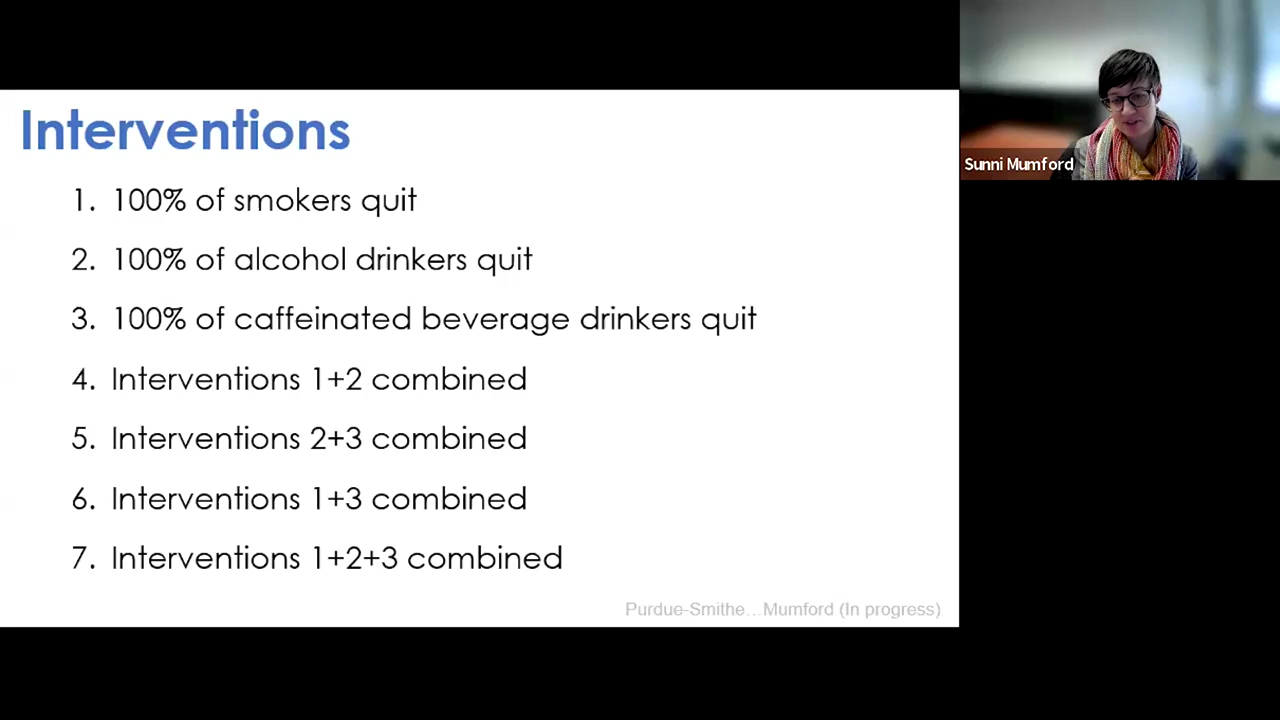 Interventions
1. 100% of smokers quit
2. 100% of alcohol drinkers quit
3. 100% of caffeinated beverage drinkers quit
4. Interventions 1+2 combined
5. Interventions 2+3 combined
6. Interventions 1+3 combined
7. Interventions 1+2+3 combined
Purdue-Smithe…Mumford (In progress)
Sunni Mumford